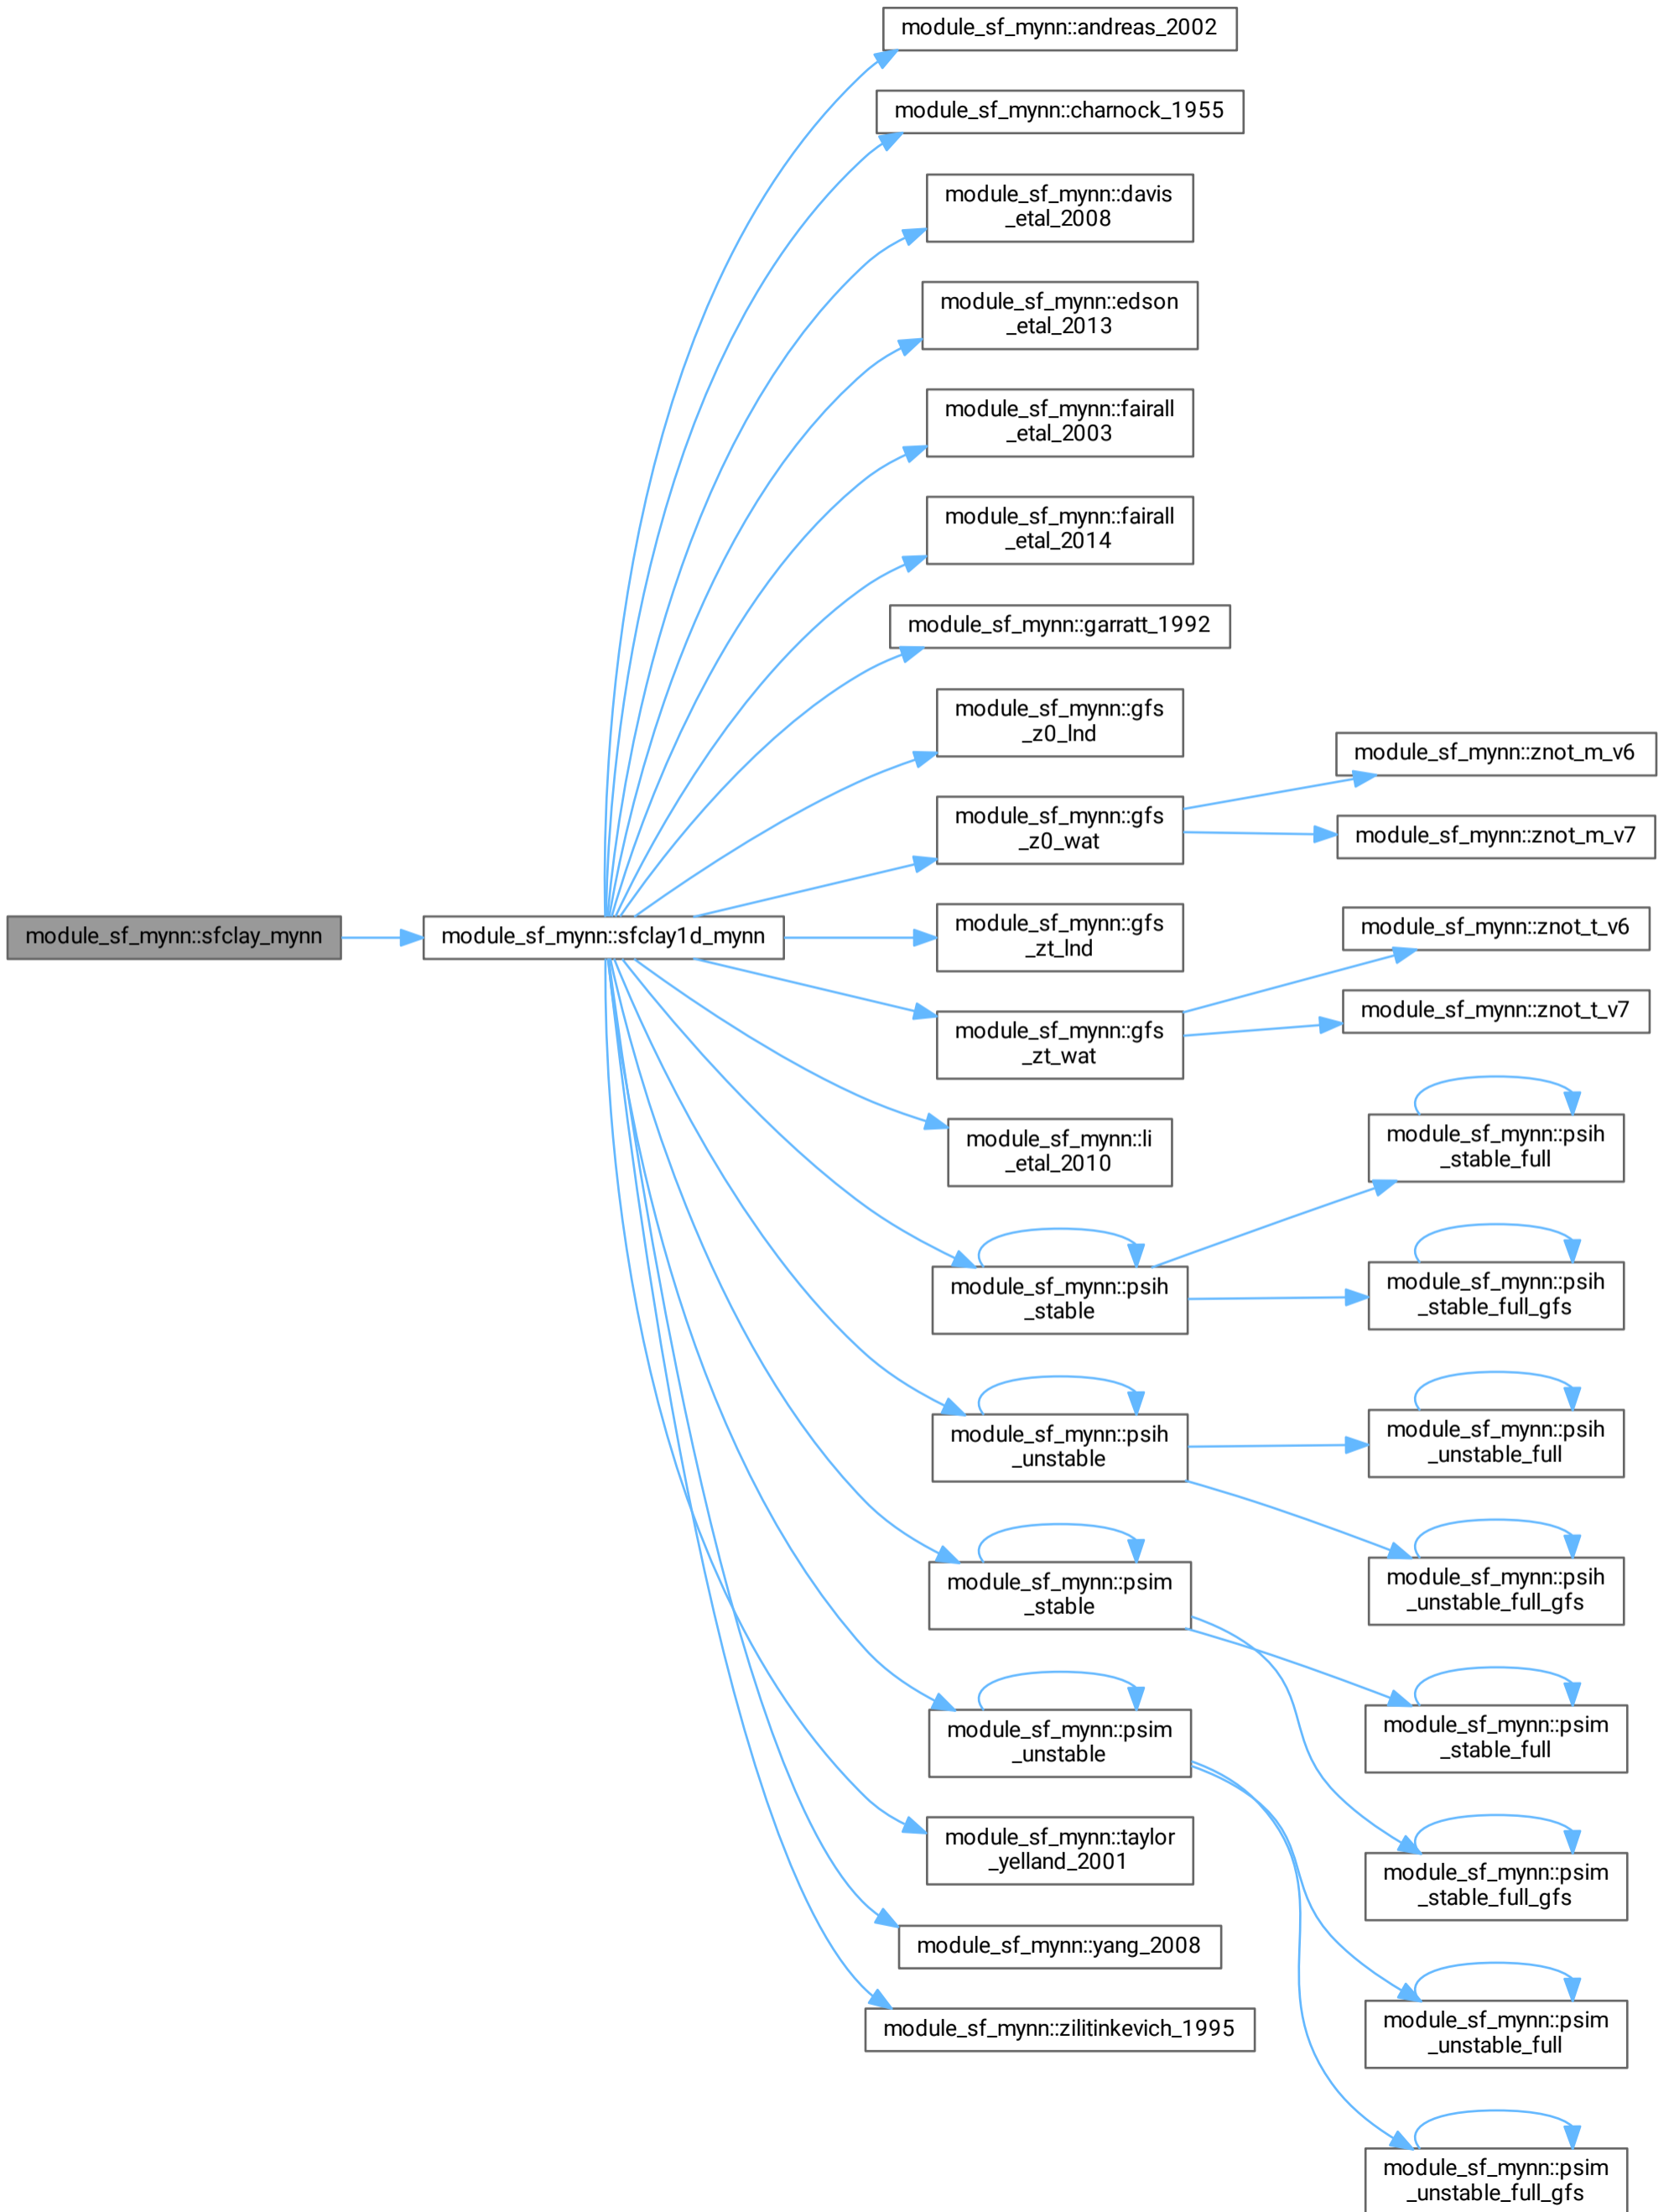 module_sf_mynn::sfclay_mynn
module_sf_mynn::sfclay1d_mynn
module_sf_mynn::andreas_2002
module_sf_mynn::charnock_1955
module_sf_mynn::davis
_etal_2008
module_sf_mynn::edson
_etal_2013
module_sf_mynn::fairall
_etal_2003
module_sf_mynn::fairall
_etal_2014
module_sf_mynn::garratt_1992
module_sf_mynn::gfs
_z0_lnd
module_sf_mynn::gfs
_z0_wat
module_sf_mynn::gfs
_zt_lnd
module_sf_mynn::gfs
_zt_wat
module_sf_mynn::li
_etal_2010
module_sf_mynn::psih
_stable
module_sf_mynn::psih
_unstable
module_sf_mynn::psim
_stable
module_sf_mynn::psim
_unstable
module_sf_mynn::taylor
_yelland_2001
module_sf_mynn::yang_2008
module_sf_mynn::zilitinkevich_1995
module_sf_mynn::znot_m_v6
module_sf_mynn::znot_m_v7
module_sf_mynn::znot_t_v6
module_sf_mynn::znot_t_v7
module_sf_mynn::psih
_stable_full
module_sf_mynn::psih
_stable_full_gfs
module_sf_mynn::psih
_unstable_full
module_sf_mynn::psih
_unstable_full_gfs
module_sf_mynn::psim
_stable_full
module_sf_mynn::psim
_stable_full_gfs
module_sf_mynn::psim
_unstable_full
module_sf_mynn::psim
_unstable_full_gfs